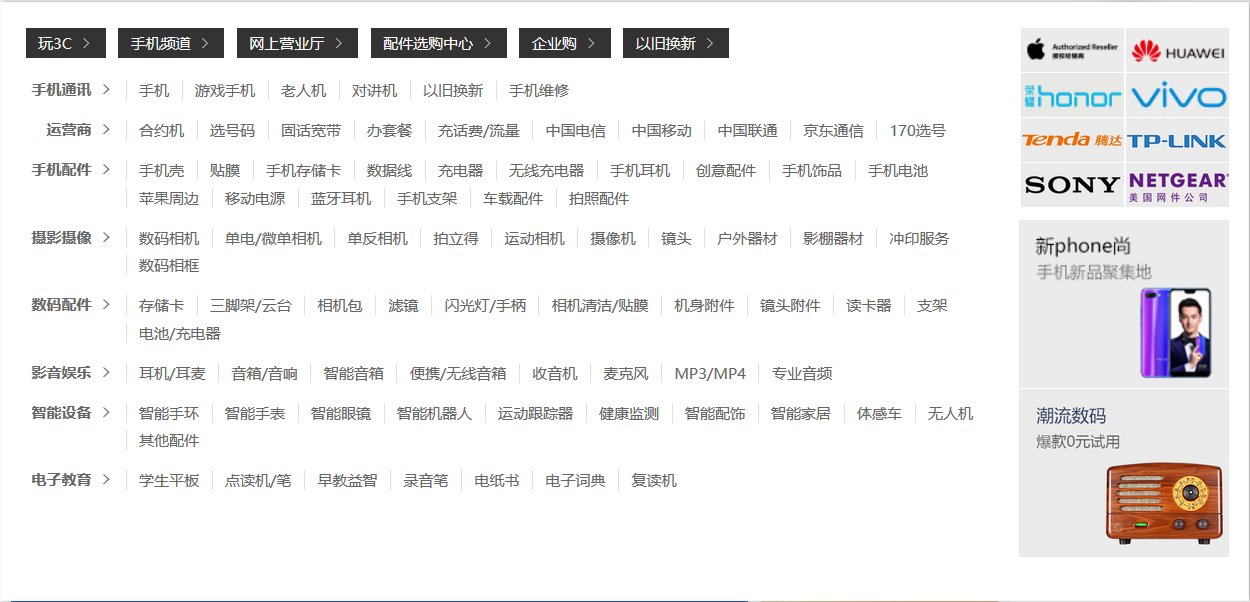 玩3C > 手机频道 > 网上营业厅 > 配件选购中心 > 企业购 > 以旧换新 >
手机通讯 > 手机 游戏手机 老人机 对讲机 以旧换新 手机维修
运营商 > 合约机 选号码 固话宽带 办套餐 充话费/流量 中国电信 中国移动 中国联通 京东通信 170选号
手机配件 > 手机壳 贴膜 手机存储卡 数据线 充电器 无线充电器 手机耳机 创意配件 手机饰品 手机电池
苹果周边 移动电源 蓝牙耳机 手机支架 车载配件 拍照配件
摄影摄像 > 数码相机 单电/微单相机 单反相机 拍立得 运动相机 摄像机 镜头 户外器材 影棚器材 冲印服务
数码相框
数码配件 > 存储卡 三脚架/云台 相机包 滤镜 闪光灯/手柄 相机清洁/贴膜 机身附件 镜头附件 读卡器 支架
电池/充电器
影音娱乐 > 耳机/耳麦 音箱/音响 智能音箱 便携/无线音箱 收音机 麦克风 MP3/MP4 专业音频
智能设备 > 智能手环 智能手表 智能眼镜 智能机器人 运动跟踪器 健康监测 智能配饰 智能家居 体感车 无人机
其他配件
电子教育 > 学生平板 点读机/笔 早教益智 录音笔 电纸书 电子词典 复读机
Authorized Reseller
授权经销商
HUAWEI
荣耀 honor
vivo
Tenda 腾达
TP-LINK
SONY
NETGEAR
美国网件公司
新phone尚
手机新品聚集地
潮流数码
爆款0元试用